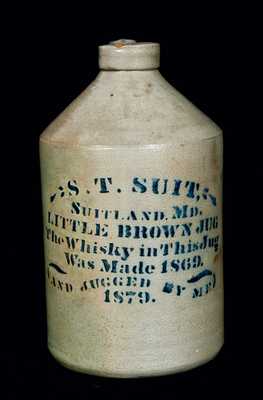 S. T. SUIT,
SUITLAND, MD.
LITTLE BROWN JUG
The Whisky in This Jug
Was Made 1869.
(AND JUGGED BY ME)
1879.